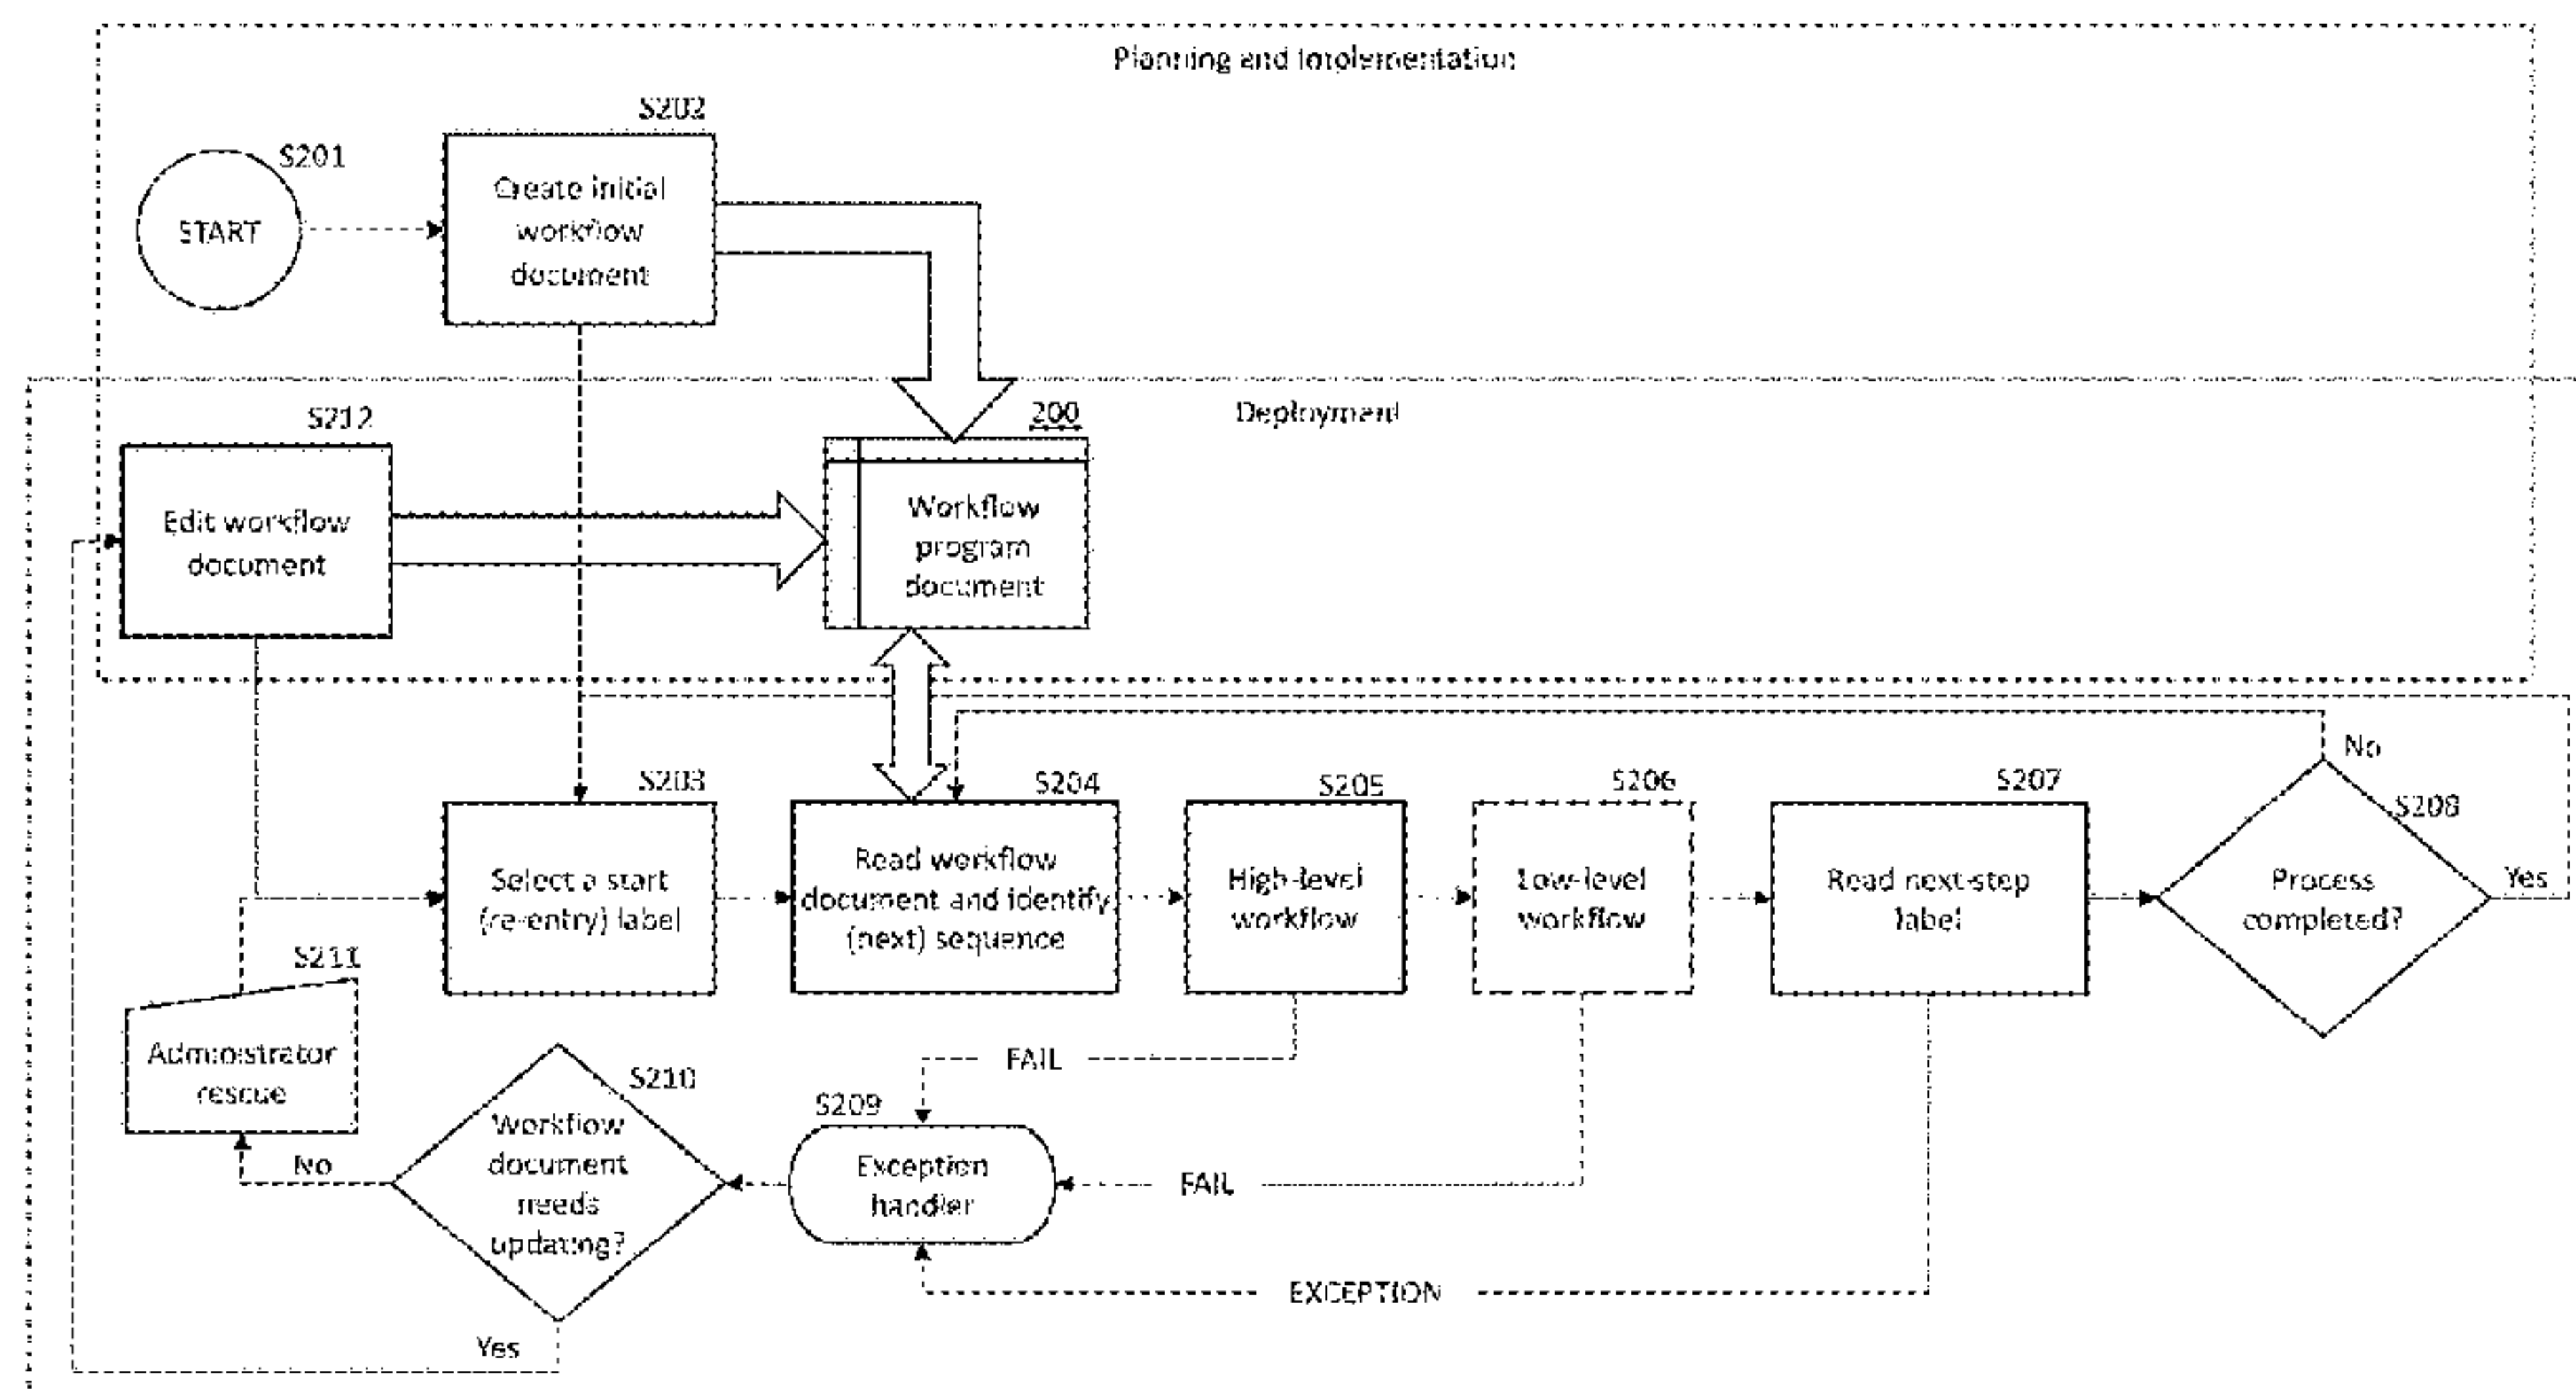 Planning and Implementation
S202
S201
Create initial
workflow
document
START
S212
200
Deployment
Edit workflow
document
Workflow
program
document
No
S203
S204
S205
S206
S207
S208
Select a start
(re-entry) label
Read workflow
document and identify
(next) sequence
High-level
workflow
Low-level
workflow
Read next-step
label
Process
completed?
Yes
S211
Administrator
rescue
FAIL
S210
S209
Workflow
document
needs
updating?
No
Exception
handler
FAIL
EXCEPTION
Yes